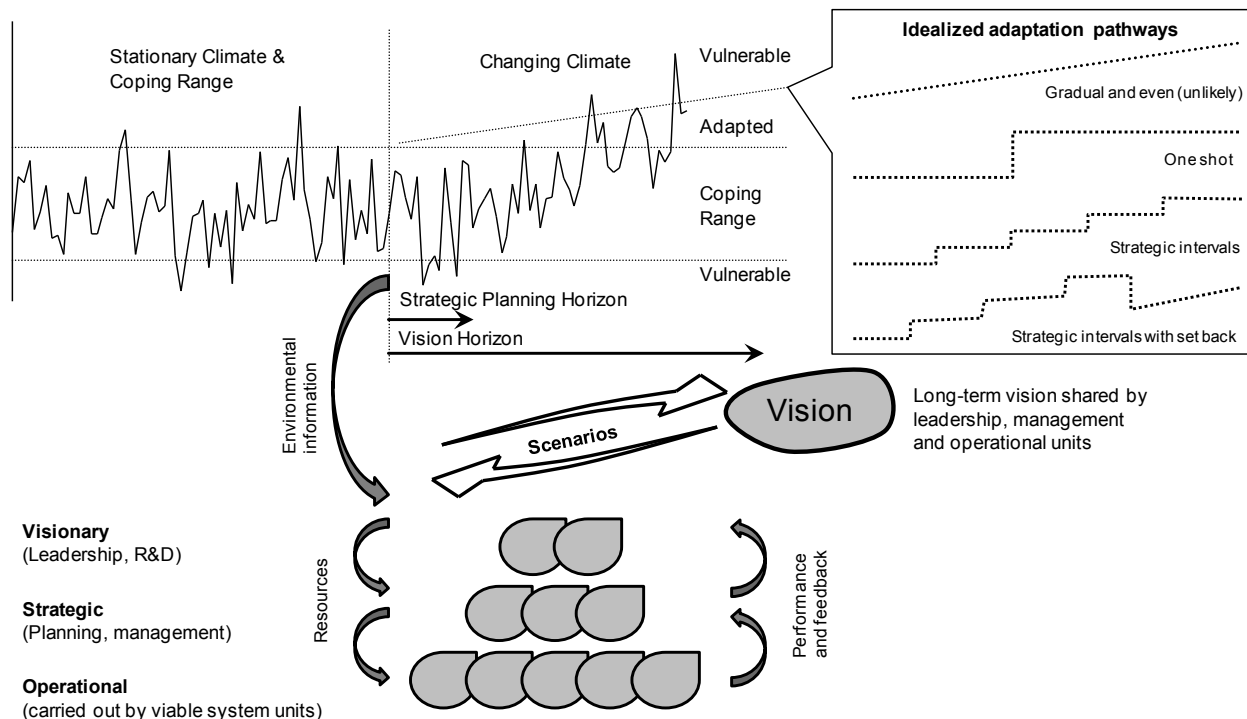 Stationary Climate &
Coping Range
Changing Climate
Vulnerable
Adapted
Coping
Range
Vulnerable
Idealized adaptation pathways
Gradual and even (unlikely)
One shot
Strategic intervals
Strategic intervals with set back
Strategic Planning Horizon
Vision Horizon
Environmental
information
Scenarios
Vision
Long-term vision shared by
leadership, management
and operational units
Visionary
(Leadership, R&D)
Strategic
(Planning, management)
Operational
(carried out by viable system units)
Resources
Performance
and feedback